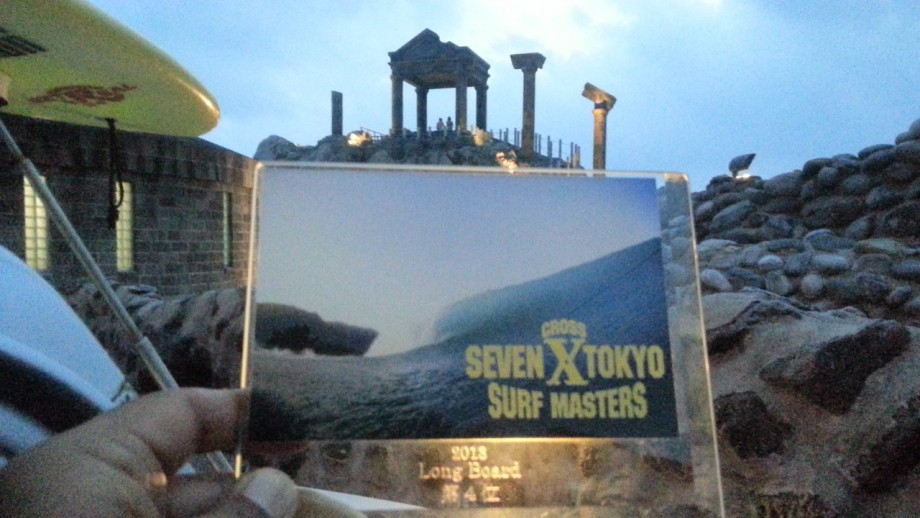 CROSS
SEVEN X TOKYO
SURF MASTERS
2013
Long Board
第4位